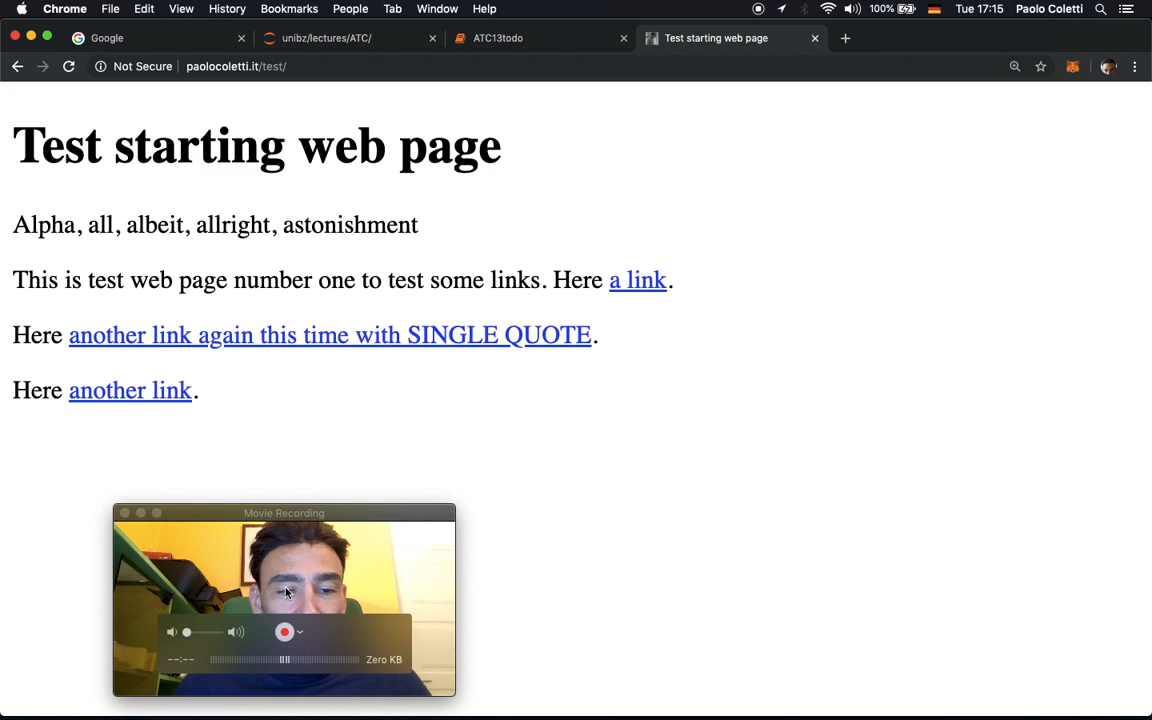 Chrome File Edit View History Bookmarks People Tab Window Help 100% Tue 17:15 Paolo Coletti
Google unibz/lectures/ATC/ ATC13todo Test starting web page
Not Secure paolocoletti.it/test/
Test starting web page
Alpha, all, albeit, allright, astonishment
This is test web page number one to test some links. Here a link.
Here another link again this time with SINGLE QUOTE.
Here another link.
Movie Recording
--:-- Zero KB